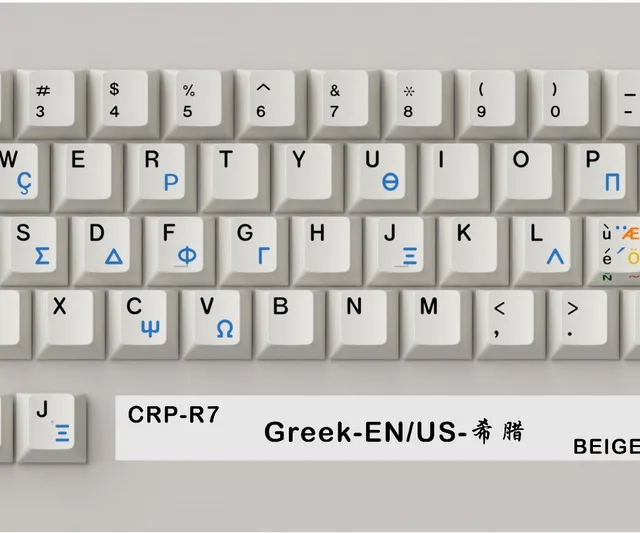 # $ % ^ & * ( ) _
3 4 5 6 7 8 9 0 -
W E R T Y U I O P
Ç Ρ Θ Π
S D F G H J K L ù ¨ Æ
Σ Δ Φ Γ Ξ Λ é ´ Ö
Ñ ~
X C V B N M < >
Ψ Ω , .
J
Ξ
CRP-R7
Greek-EN/US-希腊
BEIGE